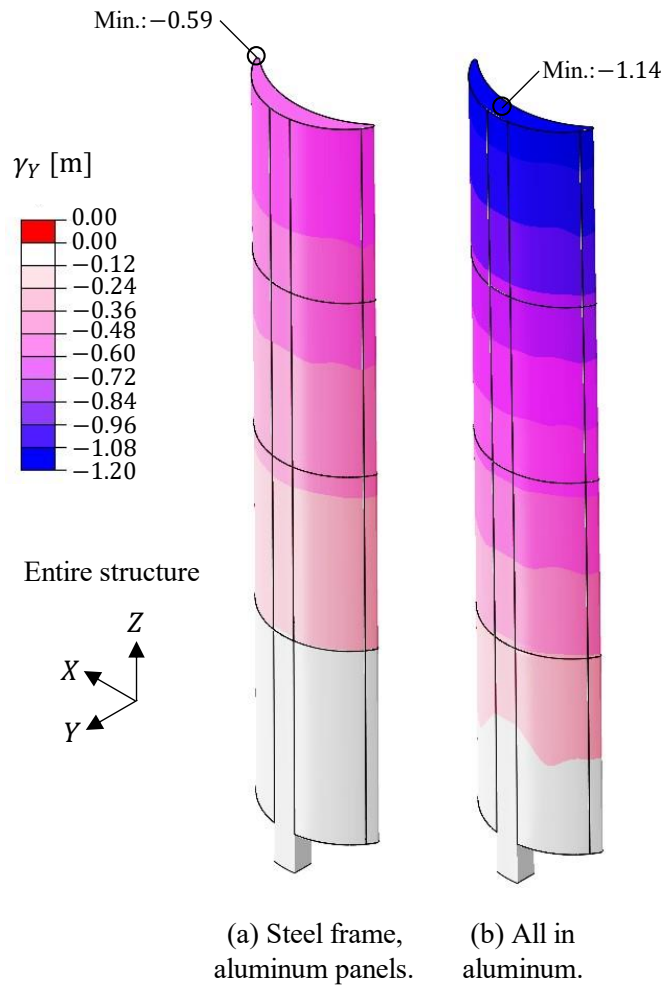 Min.: −0.59
Min.: −1.14
γ_Y [m]
0.00
0.00
−0.12
−0.24
−0.36
−0.48
−0.60
−0.72
−0.84
−0.96
−1.08
−1.20
Entire structure
Z
X
Y
(a) Steel frame,
aluminum panels.
(b) All in
aluminum.